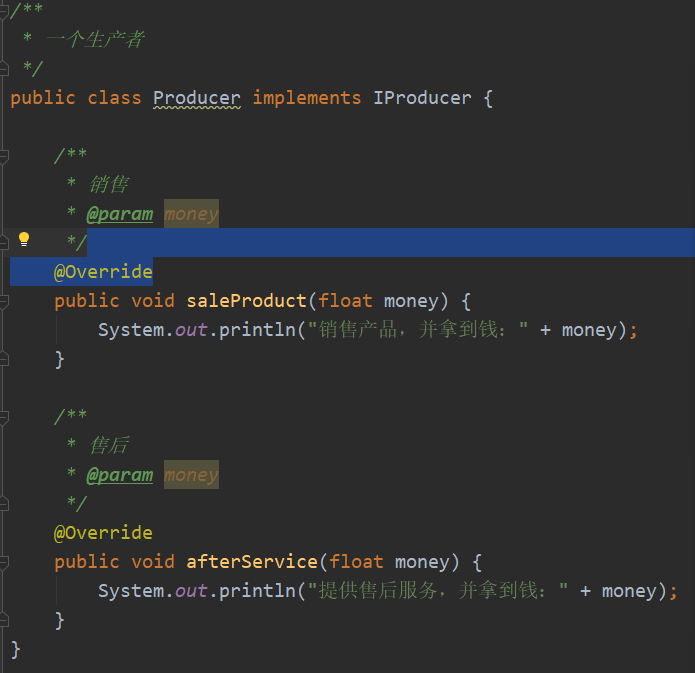 /**
 * 一个生产者
 */
public class Producer implements IProducer {
    /**
     * 销售
     * @param money
     */
    @Override
    public void saleProduct(float money) {
        System.out.println("销售产品，并拿到钱：" + money);
    }
    /**
     * 售后
     * @param money
     */
    @Override
    public void afterService(float money) {
        System.out.println("提供售后服务，并拿到钱：" + money);
    }
}